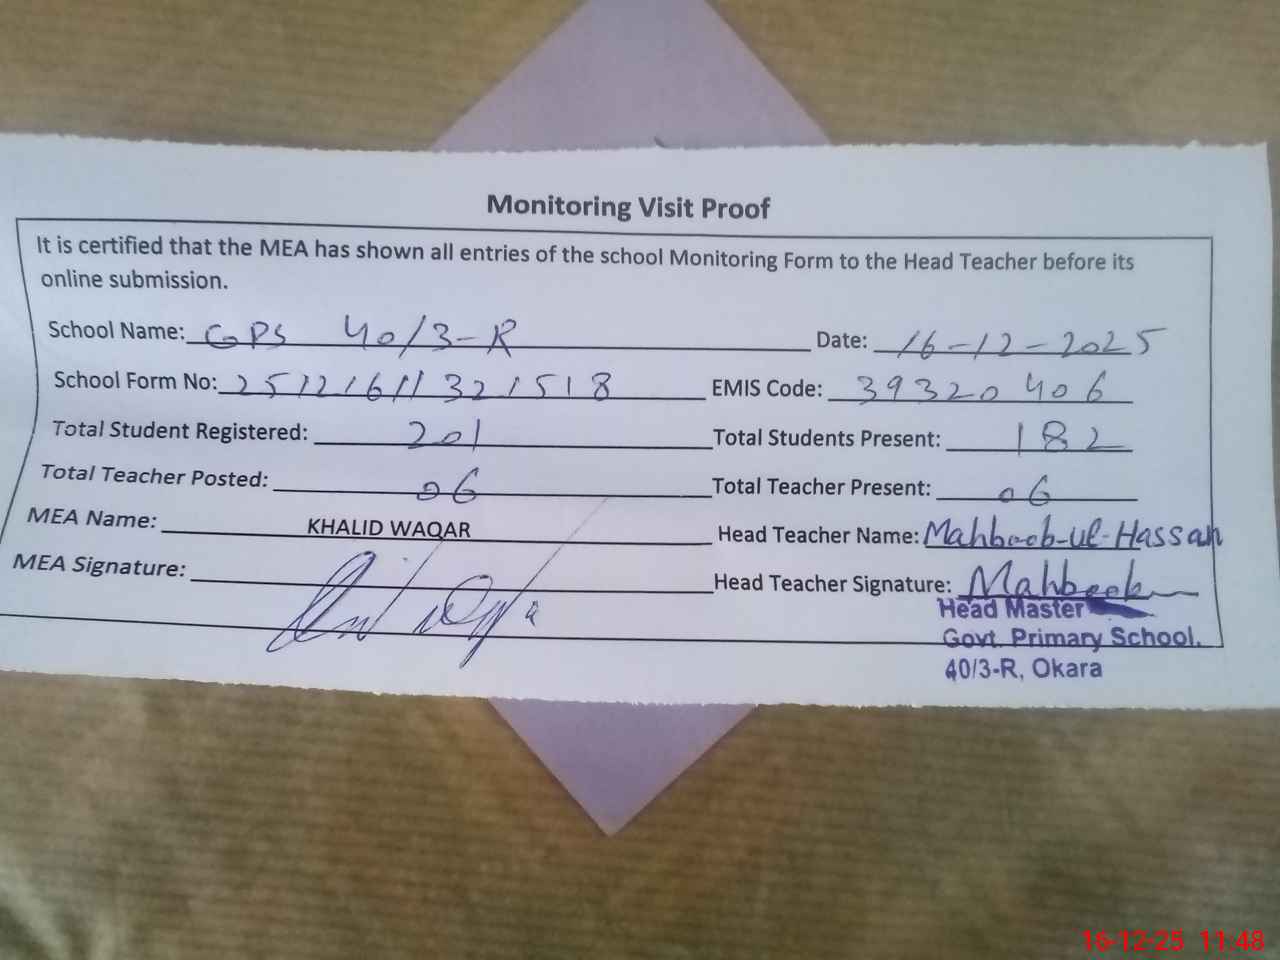 Monitoring Visit Proof
It is certified that the MEA has shown all entries of the school Monitoring Form to the Head Teacher before its
online submission.
School Name: GPS 40/3-R Date: 16-12-2025
School Form No: 25121611321518 EMIS Code: 39320406
Total Student Registered: 201 Total Students Present: 182
Total Teacher Posted: 06 Total Teacher Present: 06
MEA Name: KHALID WAQAR Head Teacher Name: Mahboob-ul-Hassan
MEA Signature: Head Teacher Signature: Mahboob
Head Master
Govt. Primary School.
40/3-R, Okara
16-12-25 11:48